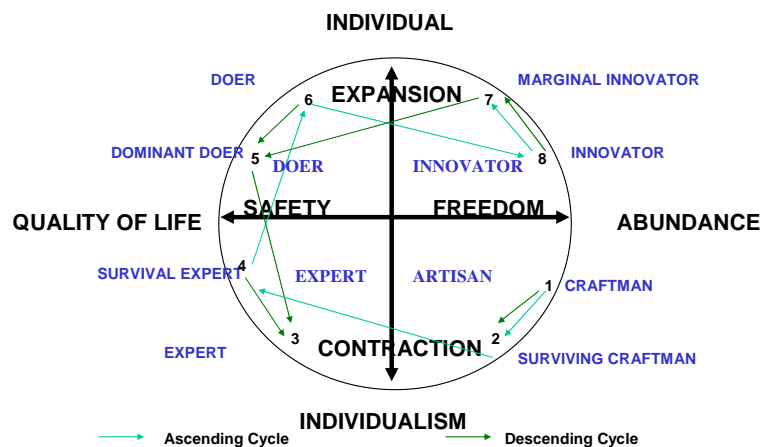 INDIVIDUAL
DOER
MARGINAL INNOVATOR
6
EXPANSION
7
DOMINANT DOER
5
8
INNOVATOR
DOER
INNOVATOR
SAFETY
FREEDOM
QUALITY OF LIFE
ABUNDANCE
4
SURVIVAL EXPERT
EXPERT
ARTISAN
1
CRAFTMAN
3
2
EXPERT
CONTRACTION
SURVIVING CRAFTMAN
INDIVIDUALISM
Ascending Cycle
Descending Cycle